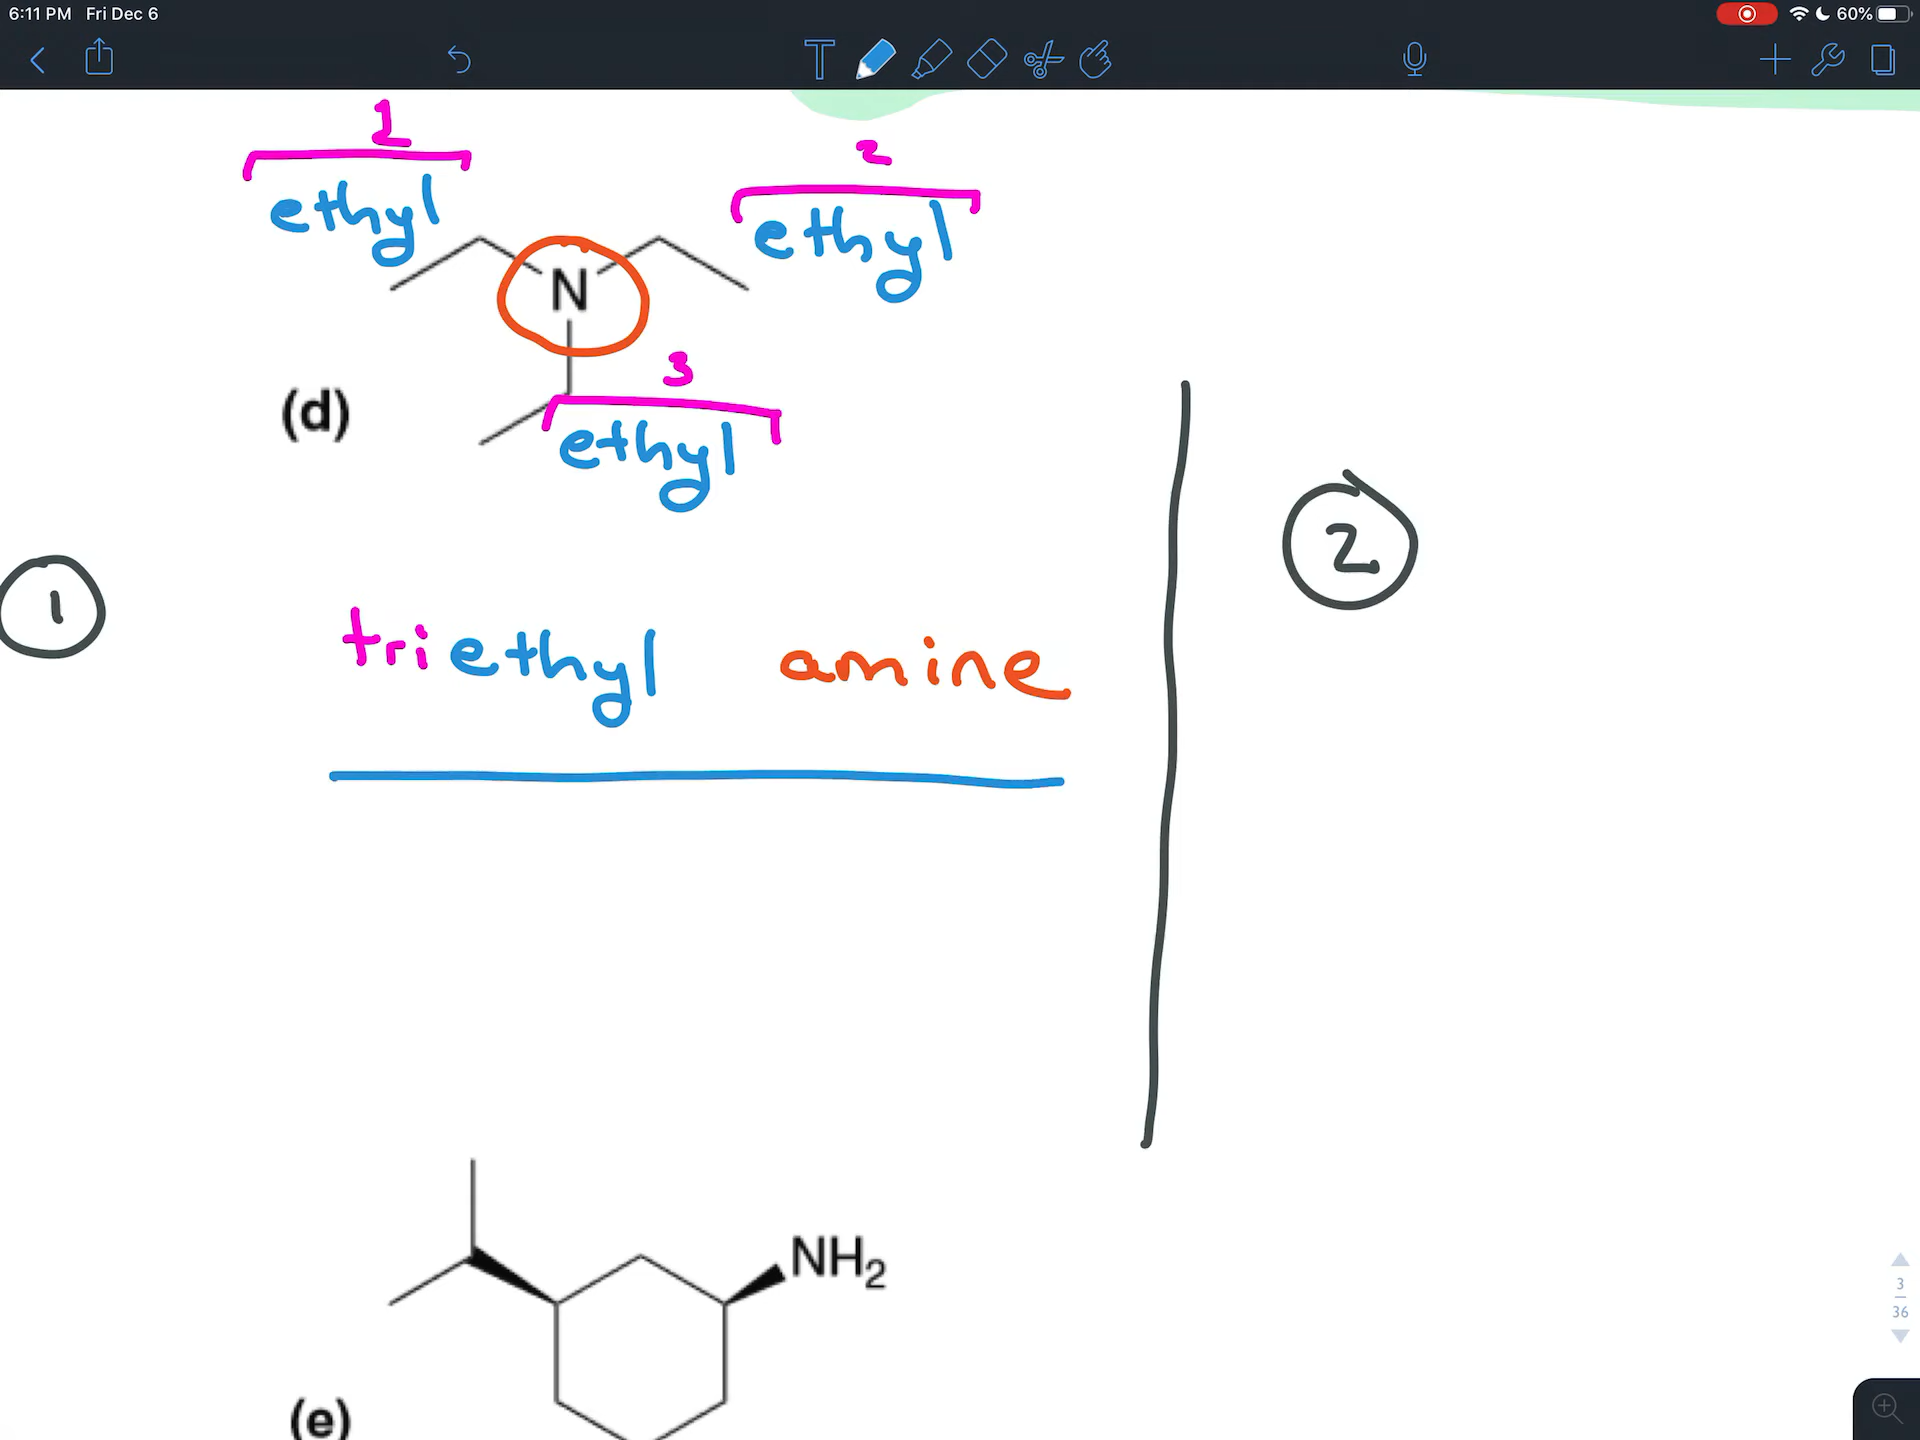 6:11 PM Fri Dec 6
60%
T
1
2
ethyl
ethyl
N
3
(d)
ethyl
2
1
triethyl amine
NH2
3
36
(e)